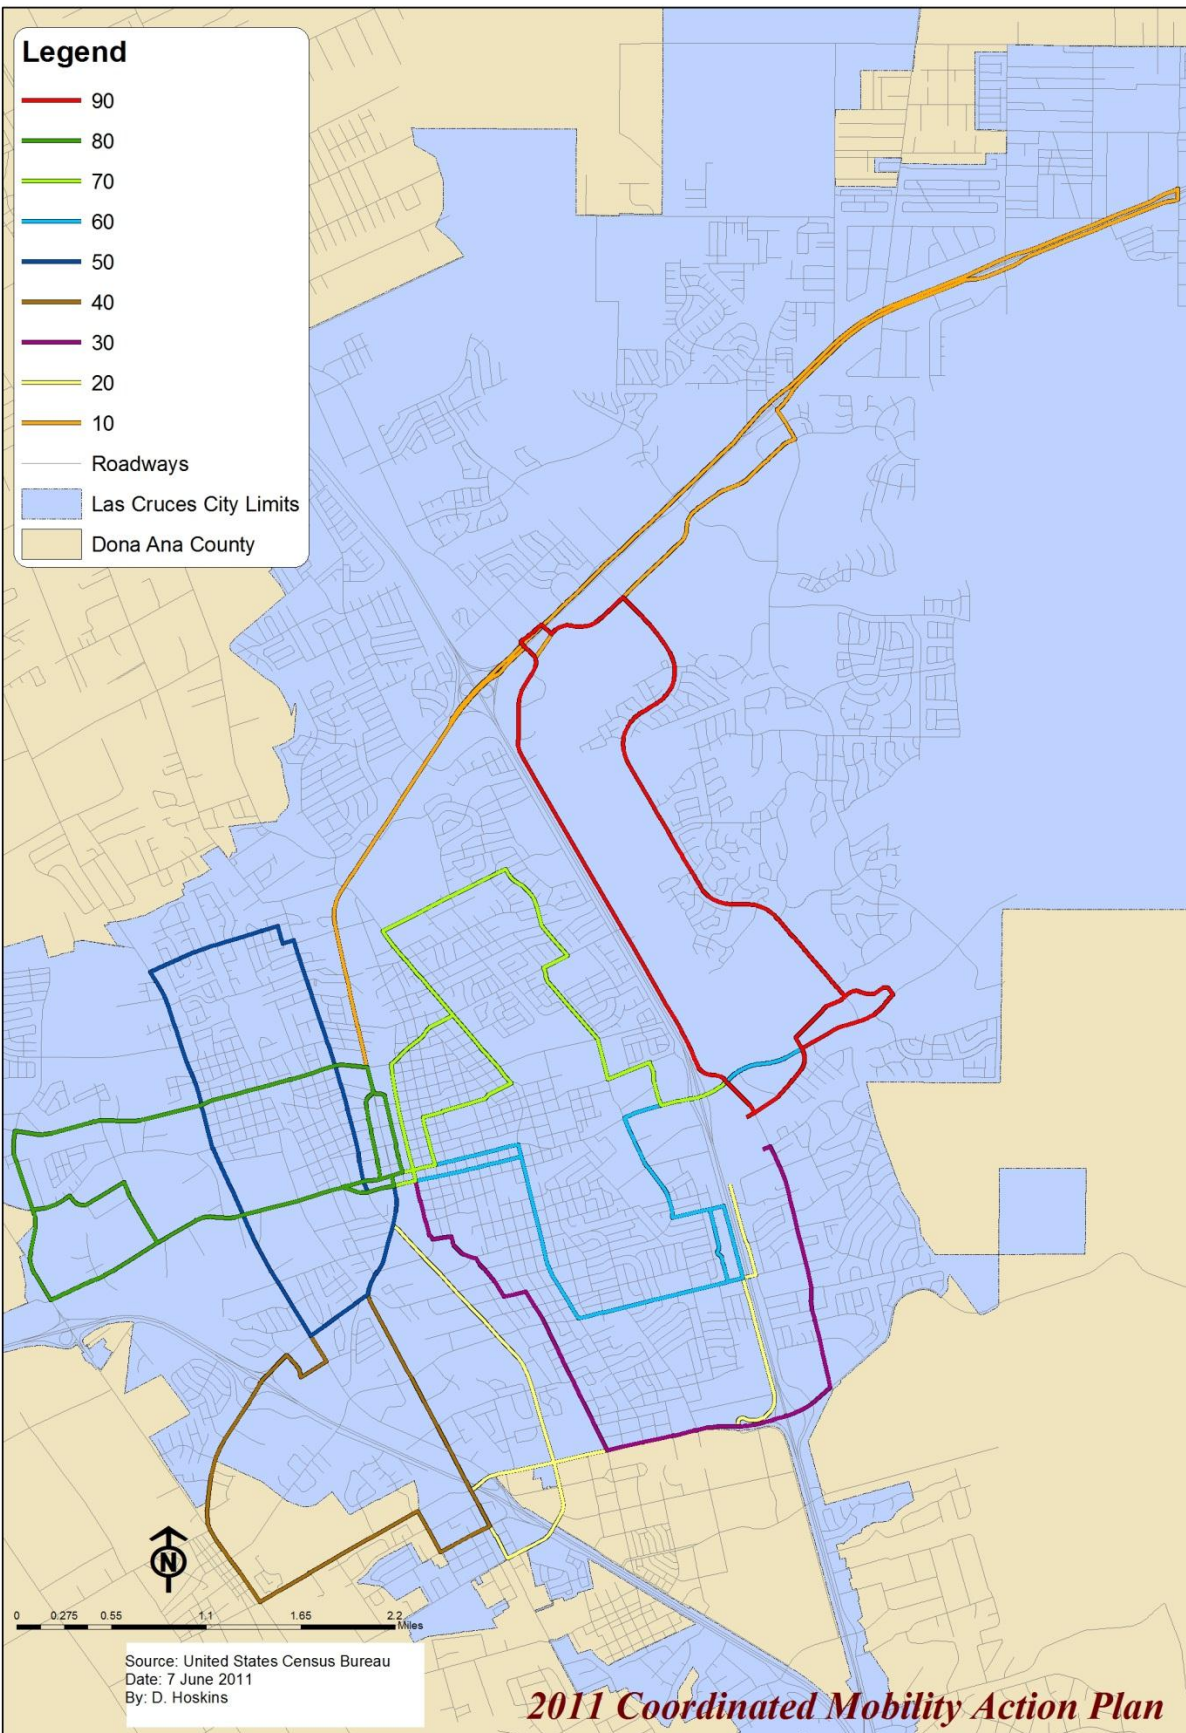 Legend
90
80
70
60
50
40
30
20
10
Roadways
Las Cruces City Limits
Dona Ana County
N
0 0.275 0.55 1.1 1.65 2.2
Miles
Source: United States Census Bureau
Date: 7 June 2011
By: D. Hoskins
2011 Coordinated Mobility Action Plan